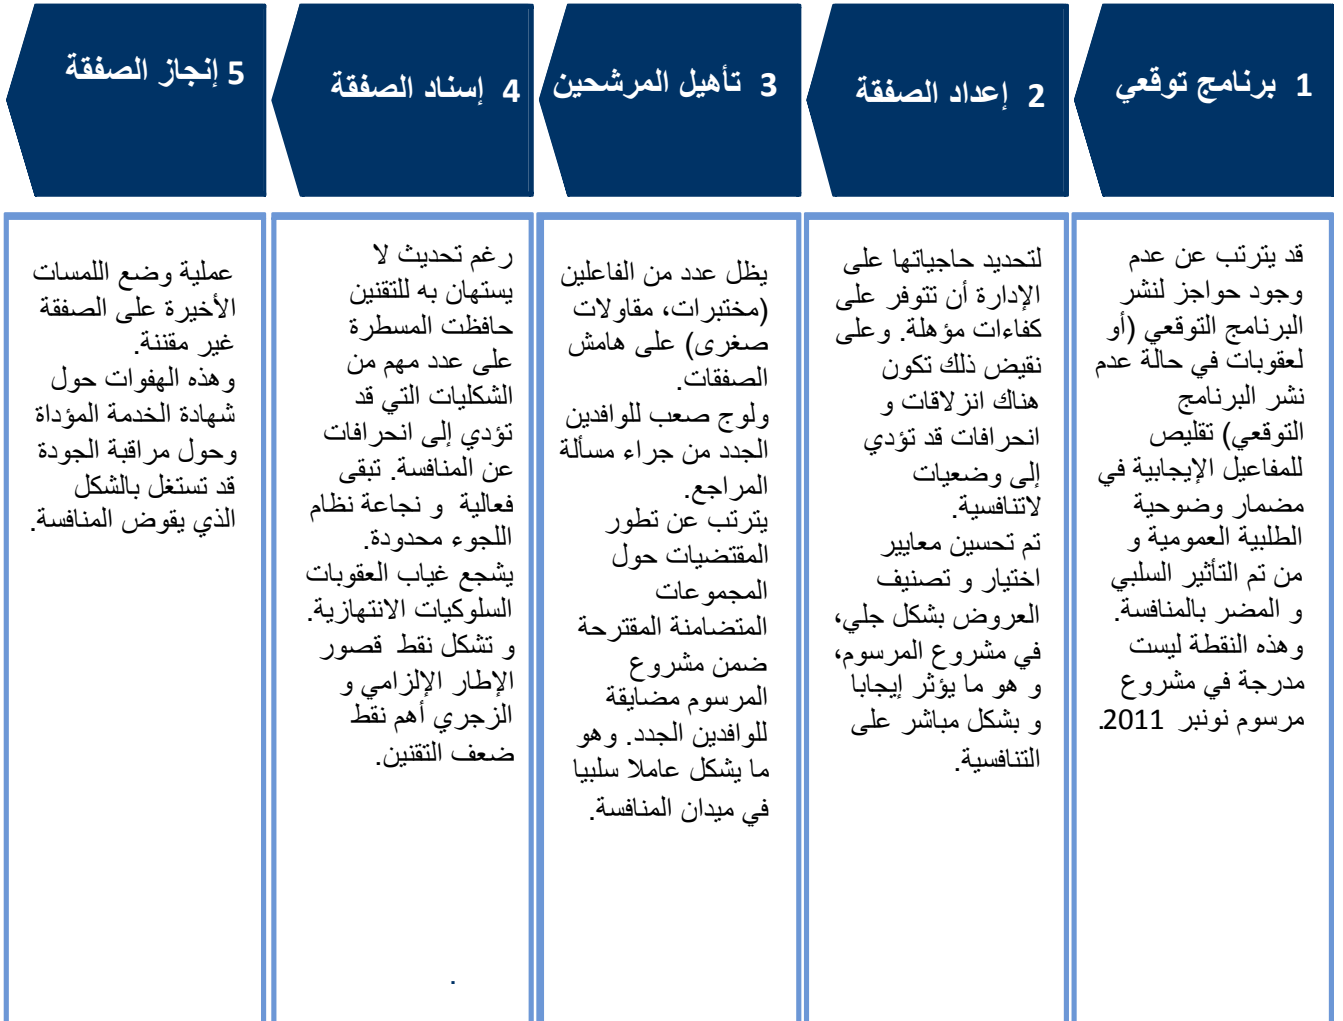 1 برنامج توقعي
2 إعداد الصفقة
3 تأهيل المرشحين
4 إسناد الصفقة
5 إنجاز الصفقة
قد يترتب عن عدم
وجود حواجز لنشر
البرنامج التوقعي (أو
لعقوبات في حالة عدم
نشر البرنامج
التوقعي) تقليص
للمفاعيل الإيجابية في
مضمار وضوحية
الطلبية العمومية و
من تم التأثير السلبي
و المضر بالمنافسة.
وهذه النقطة ليست
مدرجة في مشروع
مرسوم نونبر 2011.
لتحديد حاجياتها على
الإدارة أن تتوفر على
كفاءات مؤهلة. وعلى
نقيض ذلك تكون
هناك انزلاقات و
انحرافات قد تؤدي
إلى وضعيات
لاتنافسية.
تم تحسين معايير
اختيار و تصنيف
العروض بشكل جلي،
في مشروع المرسوم،
و هو ما يؤثر إيجابا
و بشكل مباشر على
التنافسية.
يظل عدد من الفاعلين
(مختبرات، مقاولات
صغرى) على هامش
الصفقات.
ولوج صعب للوافدين
الجدد من جراء مسألة
المراجع.
يترتب عن تطور
المقتضيات حول
المجموعات
المتضامنة المقترحة
ضمن مشروع
المرسوم مضايقة
للوافدين الجدد. وهو
ما يشكل عاملا سلبيا
في ميدان المنافسة.
رغم تحديث لا
يستهان به للتقنين
حافظت المسطرة
على عدد مهم من
الشكليات التي قد
تؤدي إلى انحرافات
عن المنافسة. تبقى
فعالية و نجاعة نظام
اللجوء محدودة.
يشجع غياب العقوبات
السلوكيات الانتهازية.
و تشكل نقط قصور
الإطار الإلزامي و
الزجري أهم نقط
ضعف التقنين.
.
عملية وضع اللمسات
الأخيرة على الصفقة
غير مقننة.
وهذه الهفوات حول
شهادة الخدمة المؤداة
وحول مراقبة الجودة
قد تستغل بالشكل
الذي يقوض المنافسة.